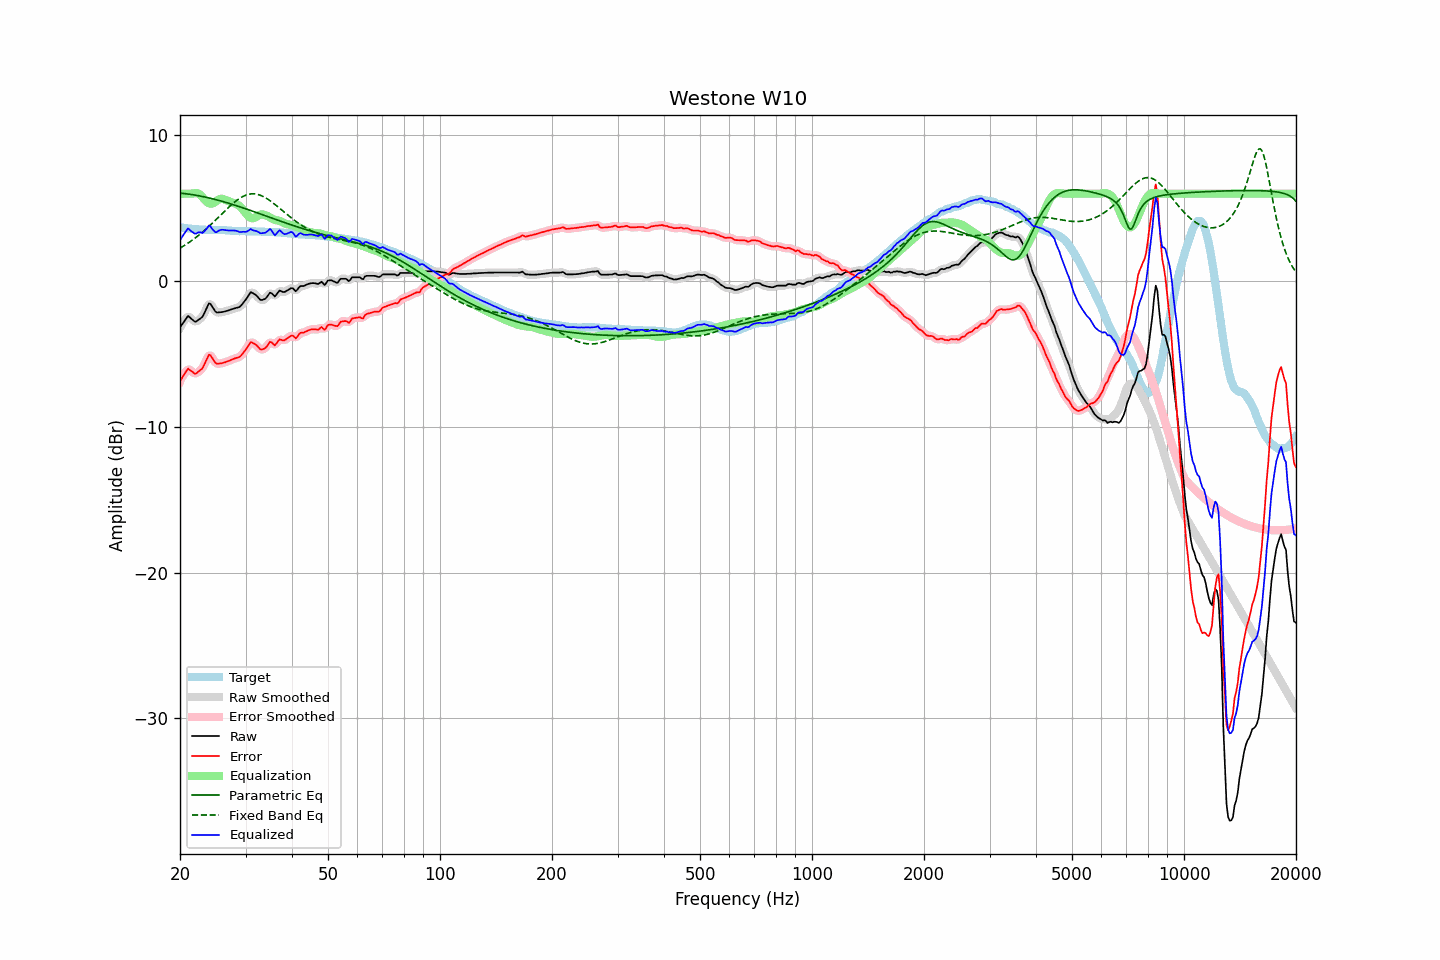 Westone W10
Amplitude (dBr)
10
0
−10
−20
−30
Target
Raw Smoothed
Error Smoothed
Raw
Error
Equalization
Parametric Eq
Fixed Band Eq
Equalized
20 50 100 200 500 1000 2000 5000 10000 20000
Frequency (Hz)